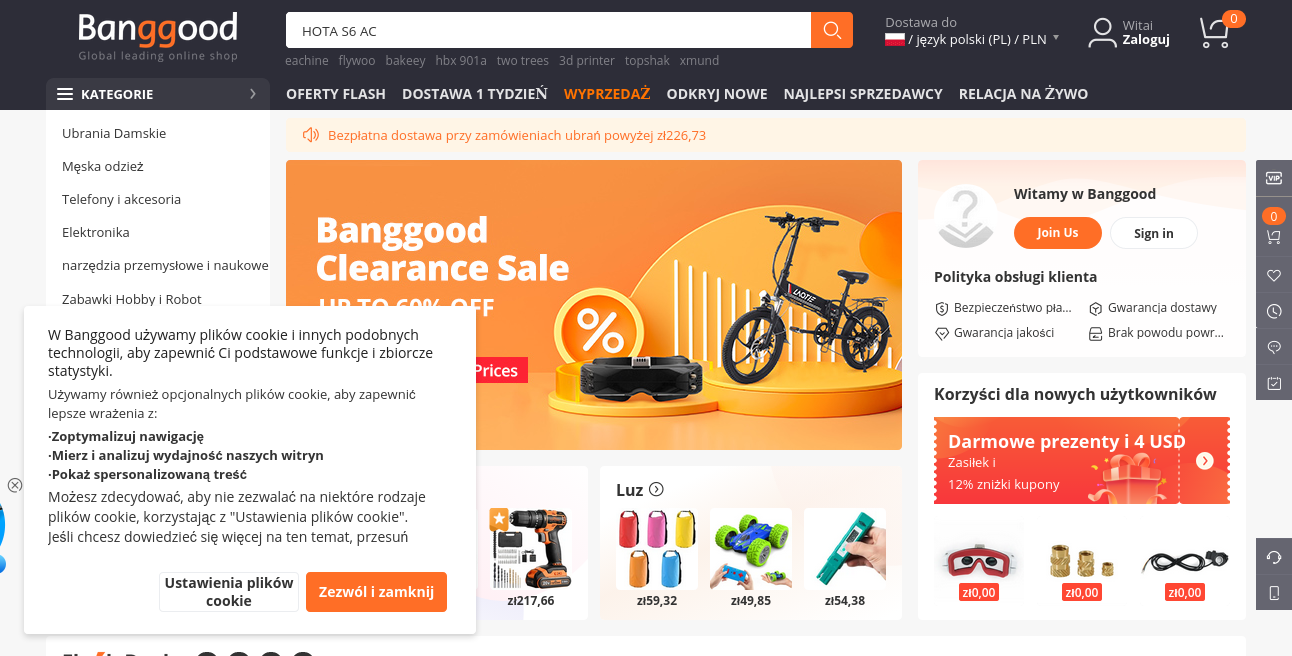 Banggood
Global leading online shop
HOTA S6 AC
eachine flywoo bakeey hbx 901a two trees 3d printer topshak xmund
Dostawa do
/ język polski (PL) / PLN
Witai
Zaloguj
0
KATEGORIE
OFERTY FLASH DOSTAWA 1 TYDZIEŃ WYPRZEDAŻ ODKRYJ NOWE NAJLEPSI SPRZEDAWCY RELACJA NA ŻYWO
Ubrania Damskie
Męska odzież
Telefony i akcesoria
Elektronika
narzędzia przemysłowe i naukowe
Zabawki Hobby i Robot
Bezpłatna dostawa przy zamówieniach ubrań powyżej zł226,73
Banggood
Clearance Sale
UP TO 60% OFF
Prices
%
LAOTIE
Witamy w Banggood
Join Us
Sign in
Polityka obsługi klienta
Bezpieczeństwo pła...
Gwarancja dostawy
Gwarancja jakości
Brak powodu powr...
VIP
0
Korzyści dla nowych użytkowników
Darmowe prezenty i 4 USD
Zasiłek i
12% zniżki kupony
zł0,00
zł0,00
zł0,00
W Banggood używamy plików cookie i innych podobnych
technologii, aby zapewnić Ci podstawowe funkcje i zbiorcze
statystyki.
Używamy również opcjonalnych plików cookie, aby zapewnić
lepsze wrażenia z:
·Zoptymalizuj nawigację
·Mierz i analizuj wydajność naszych witryn
·Pokaż spersonalizowaną treść
Możesz zdecydować, aby nie zezwalać na niektóre rodzaje
plików cookie, korzystając z "Ustawienia plików cookie".
Jeśli chcesz dowiedzieć się więcej na ten temat, przesuń
Ustawienia plików
cookie
Zezwól i zamknij
zł217,66
Luz
zł59,32
zł49,85
zł54,38